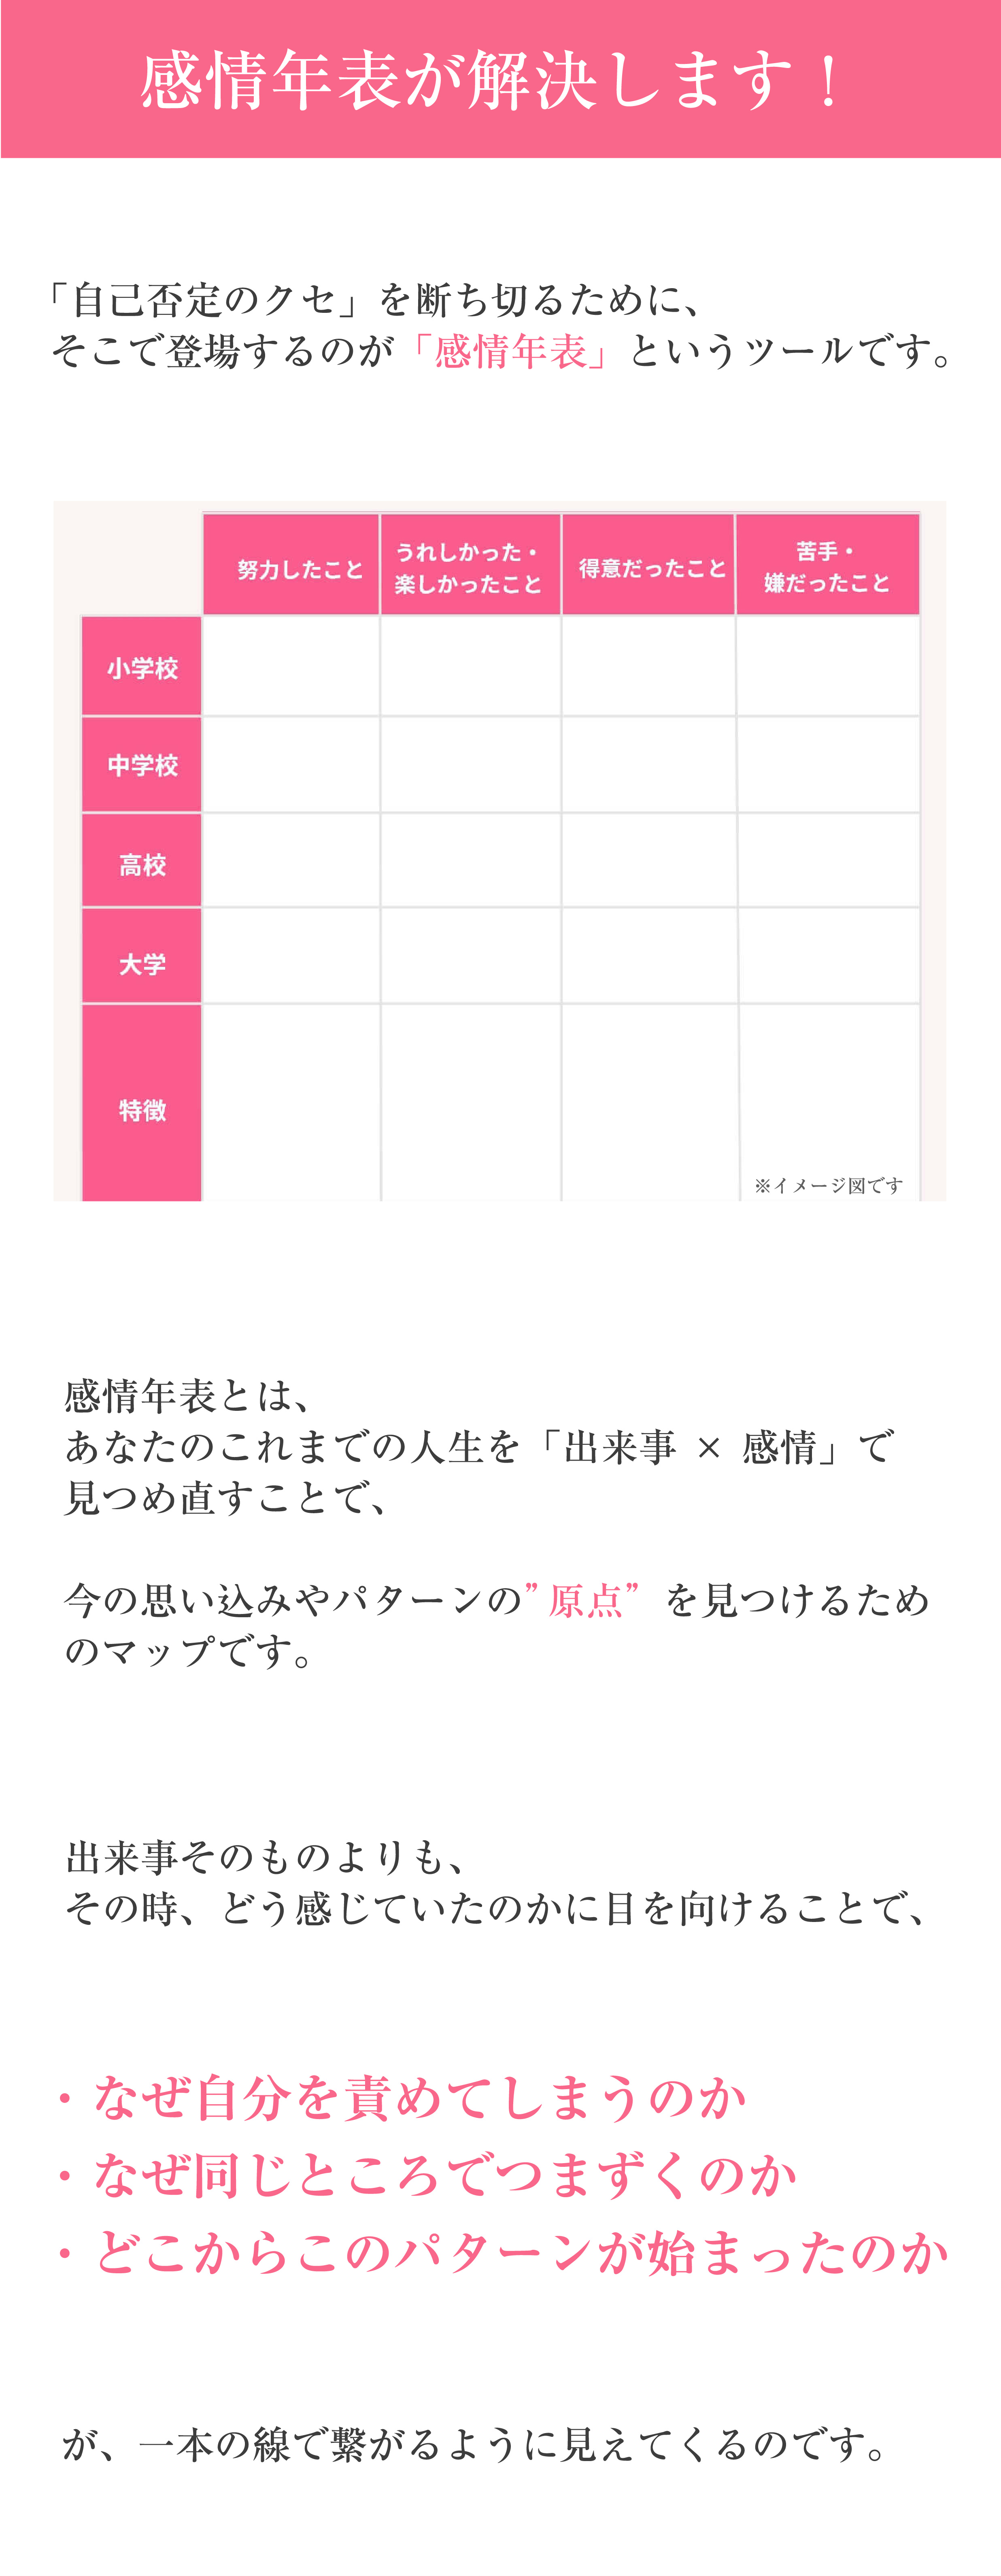 感情年表が解決します！
「自己否定のクセ」を断ち切るために、
そこで登場するのが「感情年表」というツールです。
努力したこと
うれしかった・
楽しかったこと
得意だったこと
苦手・
嫌だったこと
小学校
中学校
高校
大学
特徴
※イメージ図です
感情年表とは、
あなたのこれまでの人生を「出来事 × 感情」で
見つめ直すことで、
今の思い込みやパターンの”原点” を見つけるため
のマップです。
出来事そのものよりも、
その時、どう感じていたのかに目を向けることで、
・なぜ自分を責めてしまうのか
・なぜ同じところでつまずくのか
・どこからこのパターンが始まったのか
が、一本の線で繋がるように見えてくるのです。